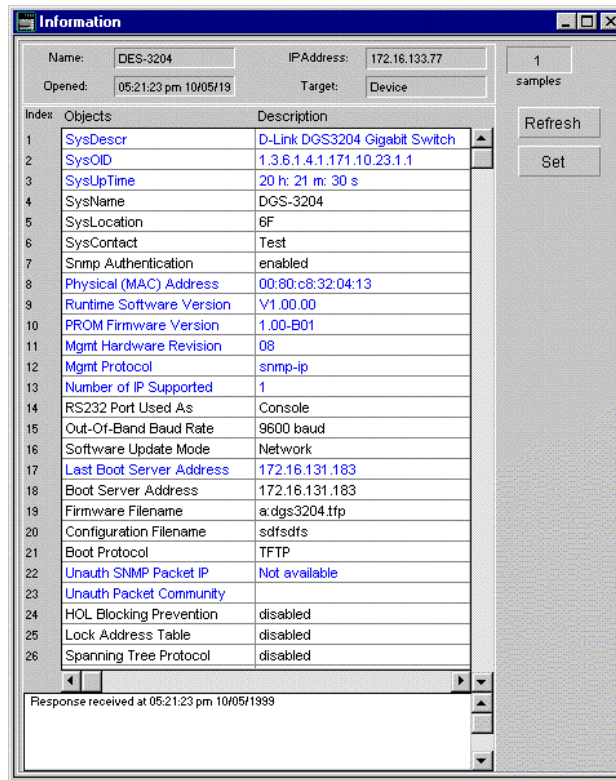 Information
Name: DES-3204 IPAddress: 172.16.133.77 1
Opened: 05:21:23 pm 10/05/19 Target: Device samples
Index Objects Description
Refresh
Set
1 SysDescr D-Link DGS3204 Gigabit Switch
2 SysOID 1.3.6.1.4.1.171.10.23.1.1
3 SysUpTime 20 h: 21 m: 30 s
4 SysName DGS-3204
5 SysLocation 6F
6 SysContact Test
7 Snmp Authentication enabled
8 Physical (MAC) Address 00:80:c8:32:04:13
9 Runtime Software Version V1.00.00
10 PROM Firmware Version 1.00-B01
11 Mgmt Hardware Revision 08
12 Mgmt Protocol snmp-ip
13 Number of IP Supported 1
14 RS232 Port Used As Console
15 Out-Of-Band Baud Rate 9600 baud
16 Software Update Mode Network
17 Last Boot Server Address 172.16.131.183
18 Boot Server Address 172.16.131.183
19 Firmware Filename a:dgs3204.tfp
20 Configuration Filename sdfsdfs
21 Boot Protocol TFTP
22 Unauth SNMP Packet IP Not available
23 Unauth Packet Community
24 HOL Blocking Prevention disabled
25 Lock Address Table disabled
26 Spanning Tree Protocol disabled
Response received at 05:21:23 pm 10/05/1999